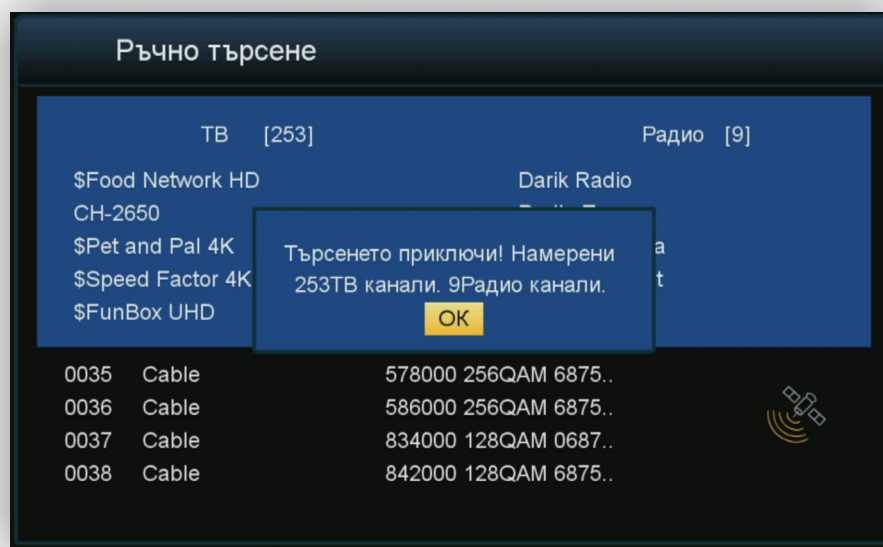 Ръчно търсене
ТВ [253] Радио [9]
$Food Network HD Darik Radio
CH-2650
$Pet and Pal 4K
$Speed Factor 4K
$FunBox UHD
Търсенето приключи! Намерени
253ТВ канали. 9Радио канали.
OK
0035 Cable 578000 256QAM 6875..
0036 Cable 586000 256QAM 6875..
0037 Cable 834000 128QAM 0687..
0038 Cable 842000 128QAM 6875..